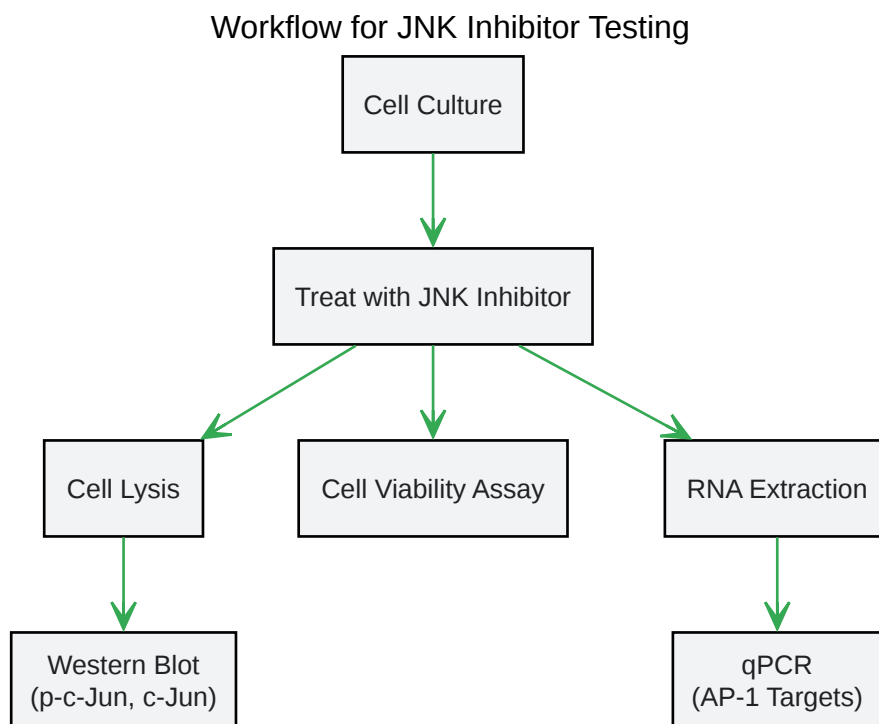 Workflow for JNK Inhibitor Testing
Cell Culture
Treat with JNK Inhibitor
Cell Lysis
Cell Viability Assay
RNA Extraction
Western Blot
(p-c-Jun, c-Jun)
qPCR
(AP-1 Targets)